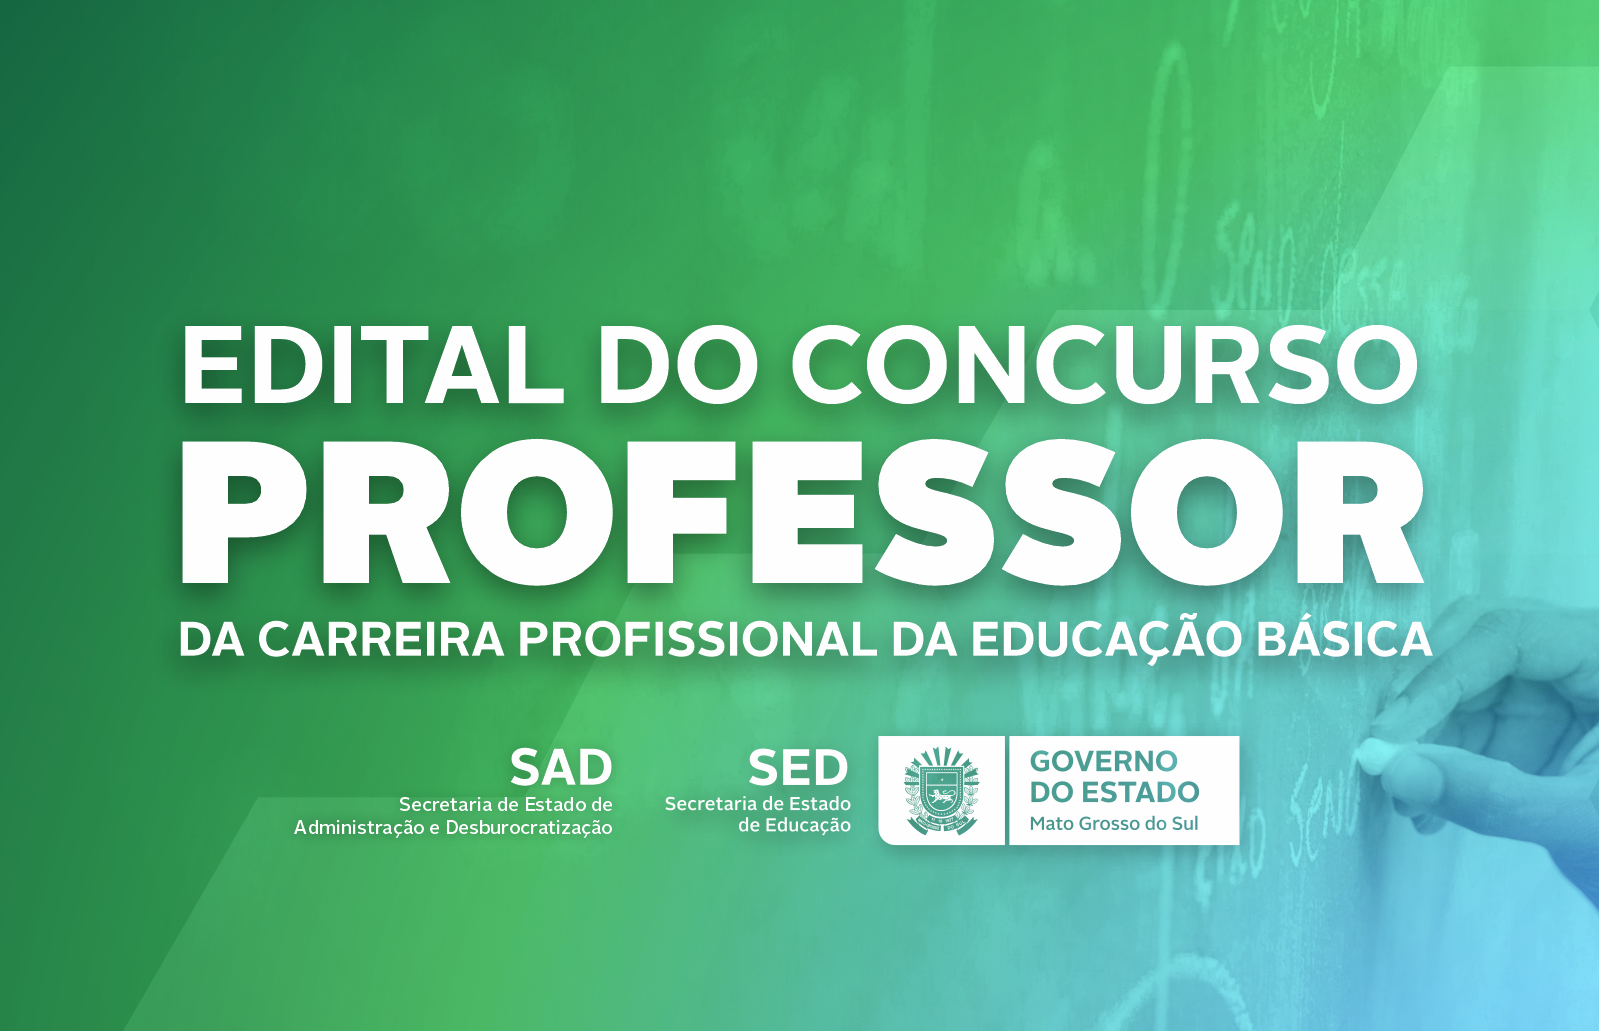 EDITAL DO CONCURSO
PROFESSOR
DA CARREIRA PROFISSIONAL DA EDUCAÇÃO BÁSICA
SAD
Secretaria de Estado de
Administração e Desburocratização
SED
Secretaria de Estado
de Educação
GOVERNO
DO ESTADO
Mato Grosso do Sul